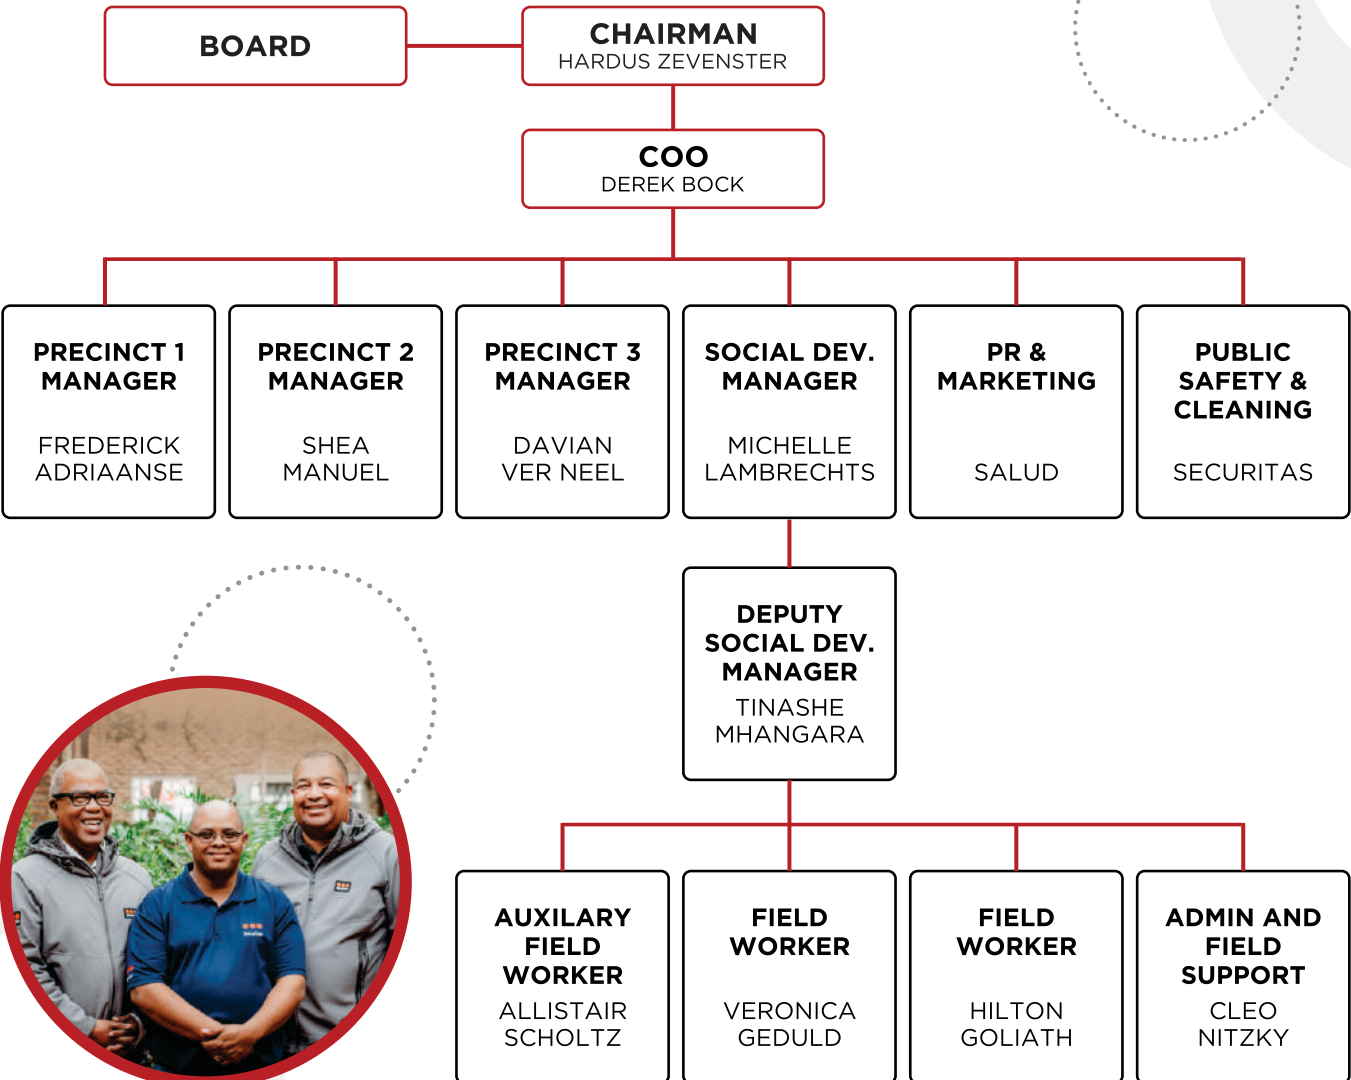 BOARD
CHAIRMAN
HARDUS ZEVENSTER
COO
DEREK BOCK
PRECINCT 1
MANAGER
FREDERICK
ADRIAANSE
PRECINCT 2
MANAGER
SHEA
MANUEL
PRECINCT 3
MANAGER
DAVIAN
VER NEEL
SOCIAL DEV.
MANAGER
MICHELLE
LAMBRECHTS
PR &
MARKETING
SALUD
PUBLIC
SAFETY &
CLEANING
SECURITAS
DEPUTY
SOCIAL DEV.
MANAGER
TINASHE
MHANGARA
AUXILARY
FIELD
WORKER
ALLISTAIR
SCHOLTZ
FIELD
WORKER
VERONICA
GEDULD
FIELD
WORKER
HILTON
GOLIATH
ADMIN AND
FIELD
SUPPORT
CLEO
NITZKY